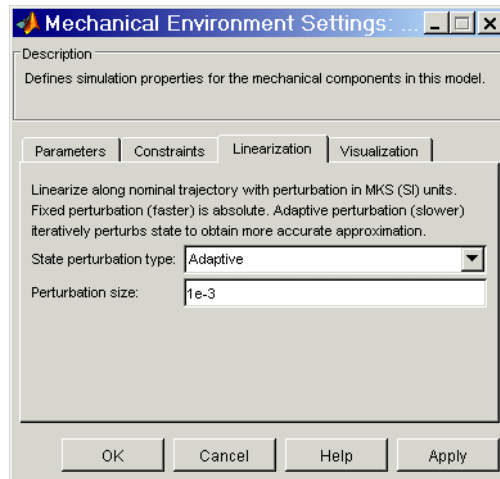 Mechanical Environment Settings: ...
Description
Defines simulation properties for the mechanical components in this model.
Parameters Constraints Linearization Visualization
Linearize along nominal trajectory with perturbation in MKS (SI) units.
Fixed perturbation (faster) is absolute. Adaptive perturbation (slower)
iteratively perturbs state to obtain more accurate approximation.
State perturbation type: Adaptive
Perturbation size: 1e-3
OK Cancel Help Apply